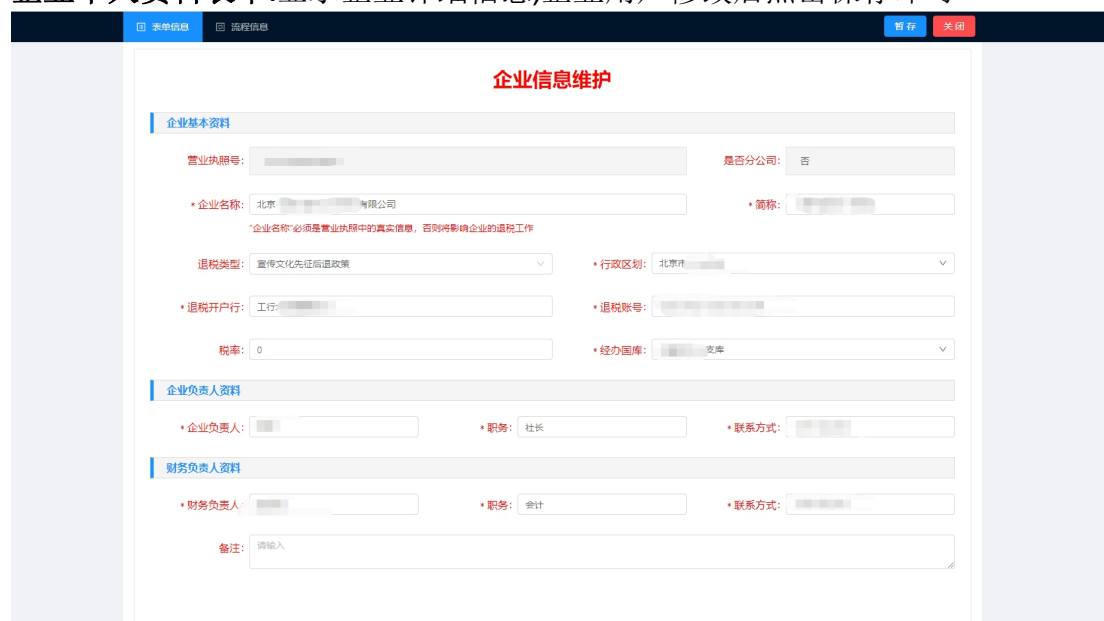 表单信息 流程信息 暂存 关闭
企业信息维护
企业基本资料
营业执照号: 是否分公司: 否
*企业名称: 北京 有限公司 *简称:
"企业名称"必须是营业执照中的真实信息，否则将影响企业的退税工作
退税类型: 宣传文化先征后退政策 *行政区划: 北京市
*退税开户行: 工行 *退税账号:
税率: 0 *经办国库: 支库
企业负责人资料
*企业负责人: *职务: 社长 *联系方式:
财务负责人资料
*财务负责人: *职务: 会计 *联系方式:
备注: 请输入